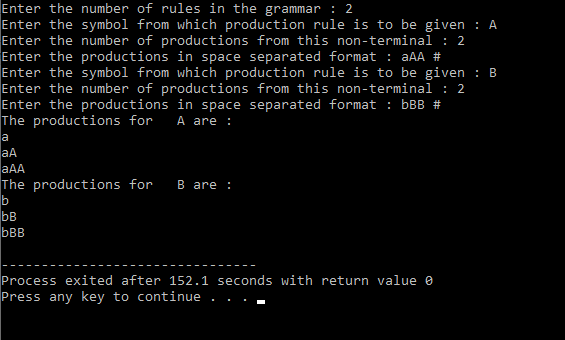 Enter the number of rules in the grammar : 2
Enter the symbol from which production rule is to be given : A
Enter the number of productions from this non-terminal : 2
Enter the productions in space separated format : aAA #
Enter the symbol from which production rule is to be given : B
Enter the number of productions from this non-terminal : 2
Enter the productions in space separated format : bBB #
The productions for   A are :
a
aA
aAA
The productions for   B are :
b
bB
bBB
--------------------------------
Process exited after 152.1 seconds with return value 0
Press any key to continue . . .